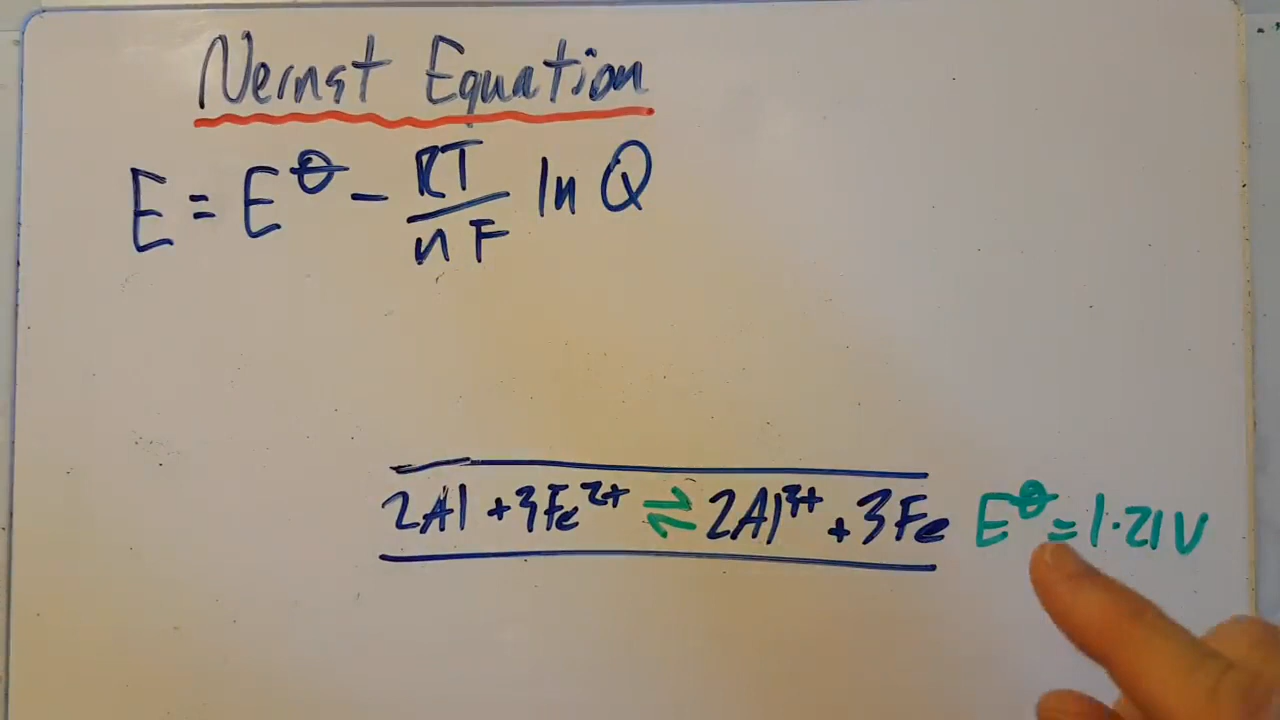 Nernst Equation
E = E⦵ - RT/nF ln Q
2Al + 3Fe²⁺ ⇌ 2Al³⁺ + 3Fe E⦵ = 1.21V